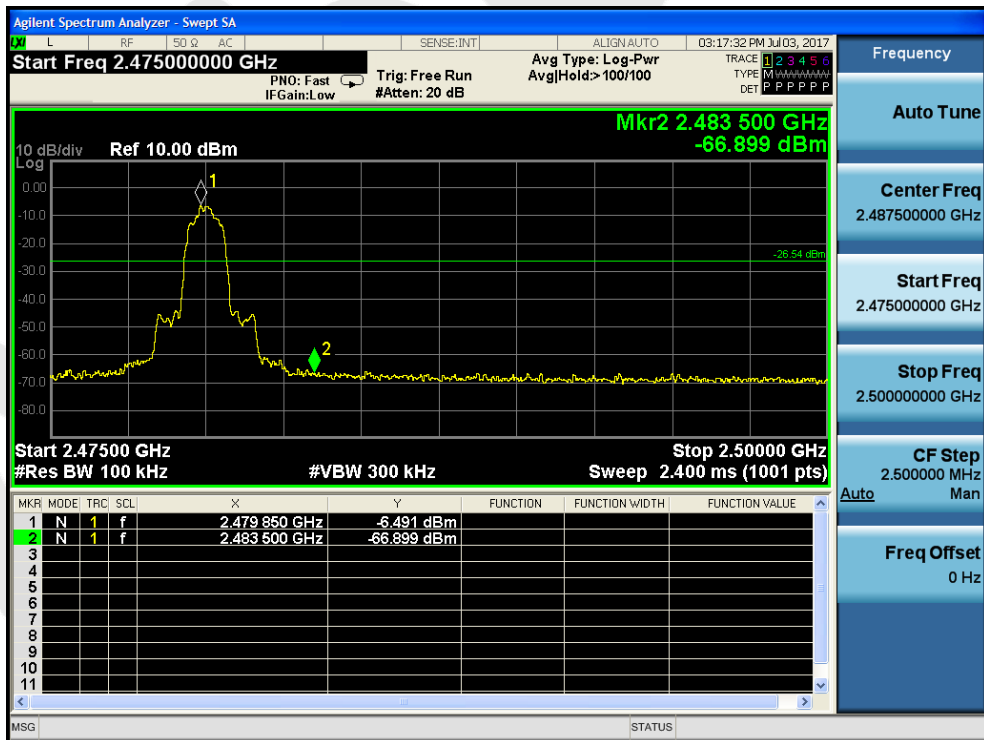 Agilent Spectrum Analyzer - Swept SA
LXI L RF 50 Ω AC SENSE:INT ALIGN AUTO 03:17:32 PM Jul 03, 2017
Start Freq 2.475000000 GHz
PNO: Fast
IFGain:Low
Trig: Free Run
#Atten: 20 dB
Avg Type: Log-Pwr
Avg|Hold:> 100/100
TRACE 1 2 3 4 5 6
TYPE M
DET P P P P P P
Mkr2 2.483 500 GHz
-66.899 dBm
10 dB/div Ref 10.00 dBm
Log
0.00
-10.0
-20.0
-30.0
-40.0
-50.0
-60.0
-70.0
-80.0
1
-26.54 dBm
2
Start 2.47500 GHz Stop 2.50000 GHz
#Res BW 100 kHz #VBW 300 kHz Sweep 2.400 ms (1001 pts)
MKR MODE TRC SCL X Y FUNCTION FUNCTION WIDTH FUNCTION VALUE
1 N 1 f 2.479 850 GHz -6.491 dBm
2 N 1 f 2.483 500 GHz -66.899 dBm
3
4
5
6
7
8
9
10
11
MSG STATUS
Frequency
Auto Tune
Center Freq
2.487500000 GHz
Start Freq
2.475000000 GHz
Stop Freq
2.500000000 GHz
CF Step
2.500000 MHz
Auto Man
Freq Offset
0 Hz